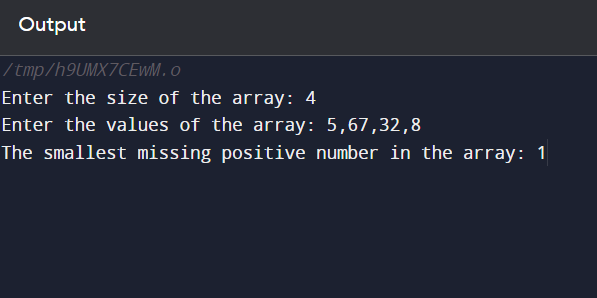 Output
/tmp/h9UMX7CEwM.o
Enter the size of the array: 4
Enter the values of the array: 5,67,32,8
The smallest missing positive number in the array: 1